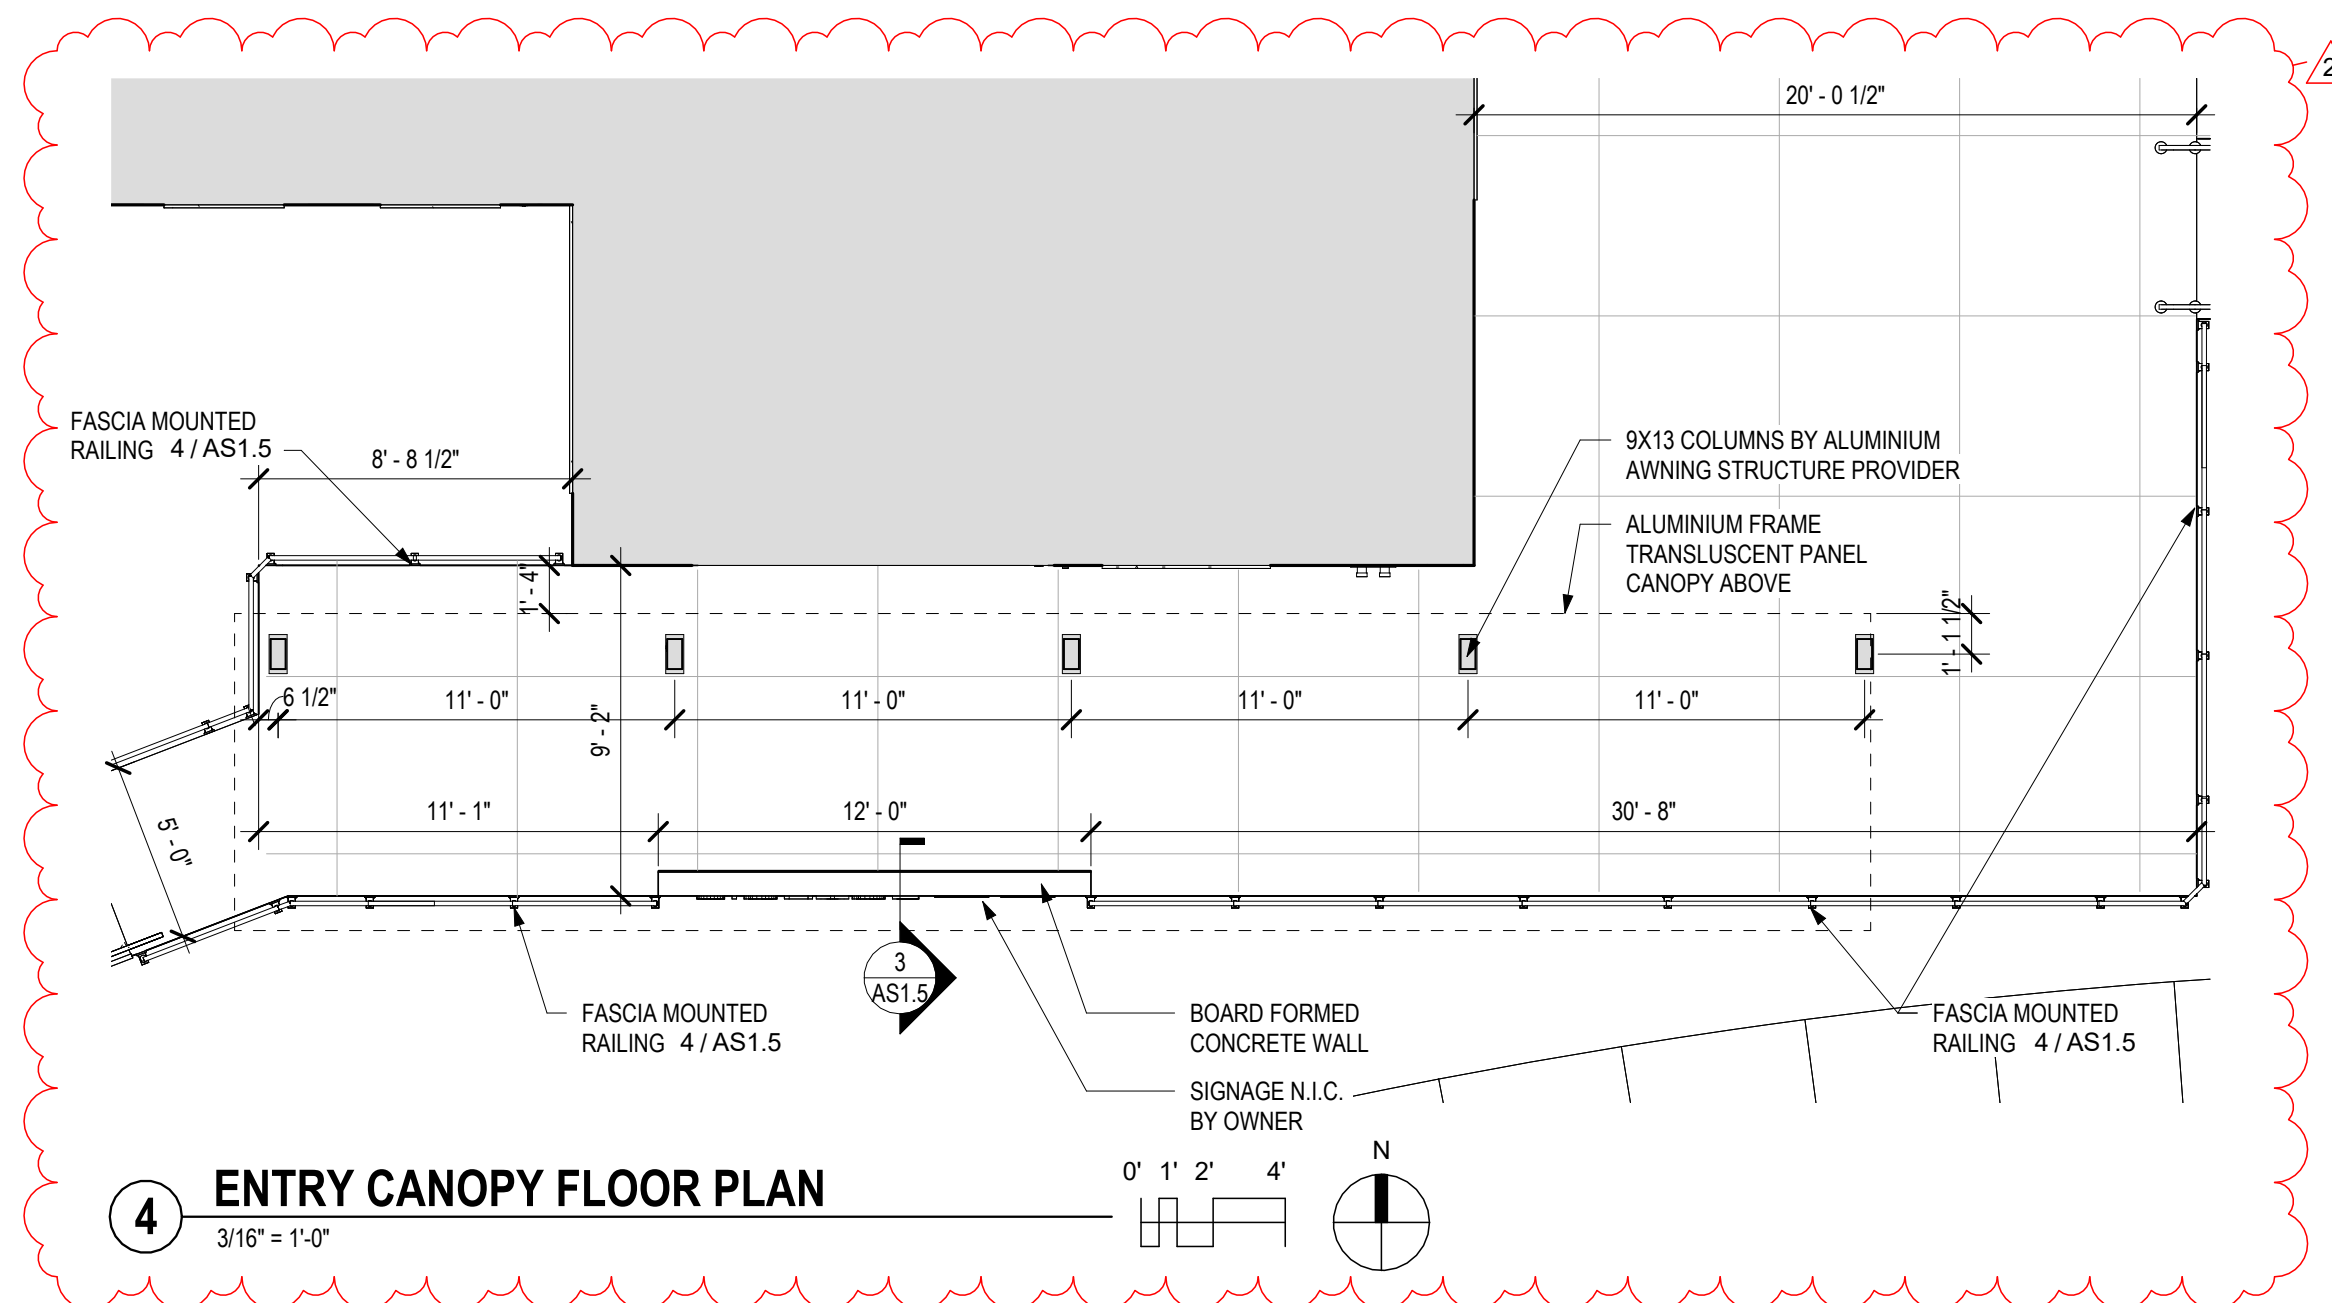 2
20' - 0 1/2"
FASCIA MOUNTED
RAILING 4 / AS1.5
8' - 8 1/2"
9X13 COLUMNS BY ALUMINIUM
AWNING STRUCTURE PROVIDER
ALUMINIUM FRAME
TRANSLUSCENT PANEL
CANOPY ABOVE
1' - 4"
1' - 1 1/2"
6 1/2"
11' - 0"
11' - 0"
11' - 0"
11' - 0"
9' - 2"
11' - 1"
12' - 0"
30' - 8"
5' - 0"
3
AS1.5
FASCIA MOUNTED
RAILING 4 / AS1.5
BOARD FORMED
CONCRETE WALL
FASCIA MOUNTED
RAILING 4 / AS1.5
SIGNAGE N.I.C.
BY OWNER
4
ENTRY CANOPY FLOOR PLAN
3/16" = 1'-0"
0' 1' 2' 4'
N